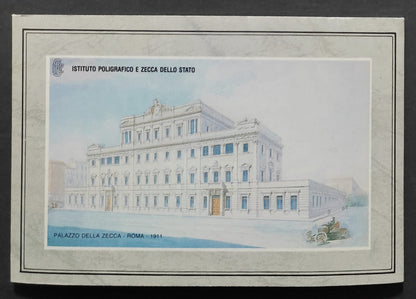 ISTITUTO POLIGRAFICO E ZECCA DELLO STATO
PALAZZO DELLA ZECCA - ROMA - 1911